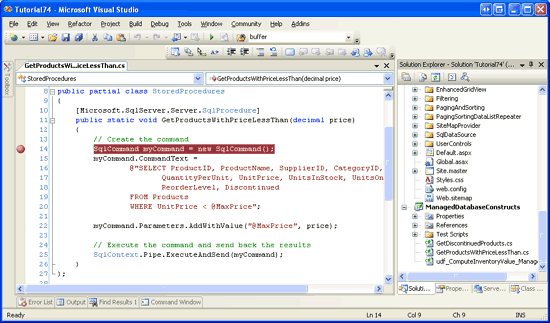 Tutorial74 - Microsoft Visual Studio
File Edit View Refactor Project Build Debug Data Tools Window Community Help Addins
buffer
GetProductsWi...iceLessThan.cs
StoredProcedures
GetProductsWithPriceLessThan(decimal price)
8 public partial class StoredProcedures
9 {
10 [Microsoft.SqlServer.Server.SqlProcedure]
11 public static void GetProductsWithPriceLessThan(decimal price)
12 {
13 // Create the command
14 SqlCommand myCommand = new SqlCommand();
15 myCommand.CommandText =
16 @"SELECT ProductID, ProductName, SupplierID, CategoryID,
17 QuantityPerUnit, UnitPrice, UnitsInStock, UnitsOn
18 ReorderLevel, Discontinued
19 FROM Products
20 WHERE UnitPrice < @MaxPrice";
21
22 myCommand.Parameters.AddWithValue("@MaxPrice", price);
23
24 // Execute the command and send back the results
25 SqlContext.Pipe.ExecuteAndSend(myCommand);
26 }
27 };
28
Toolbox
Solution Explorer - Solution 'Tutorial74' (...
EnhancedGridView
Filtering
PagingAndSorting
PagingSortingDataListRepeater
SiteMapProvider
SqlDataSource
UserControls
Default.aspx
Global.asax
Site.master
Styles.css
web.config
Web.sitemap
ManagedDatabaseConstructs
Properties
References
Test Scripts
GetDiscontinuedProducts.cs
GetProductsWithPriceLessThan.cs
udf_ComputeInventoryValue_Manag
Soluti... Prope... Serve... Class ...
Error List Output Find Results 1 Command Window
Ready Ln 14 Col 9 Ch 9 INS